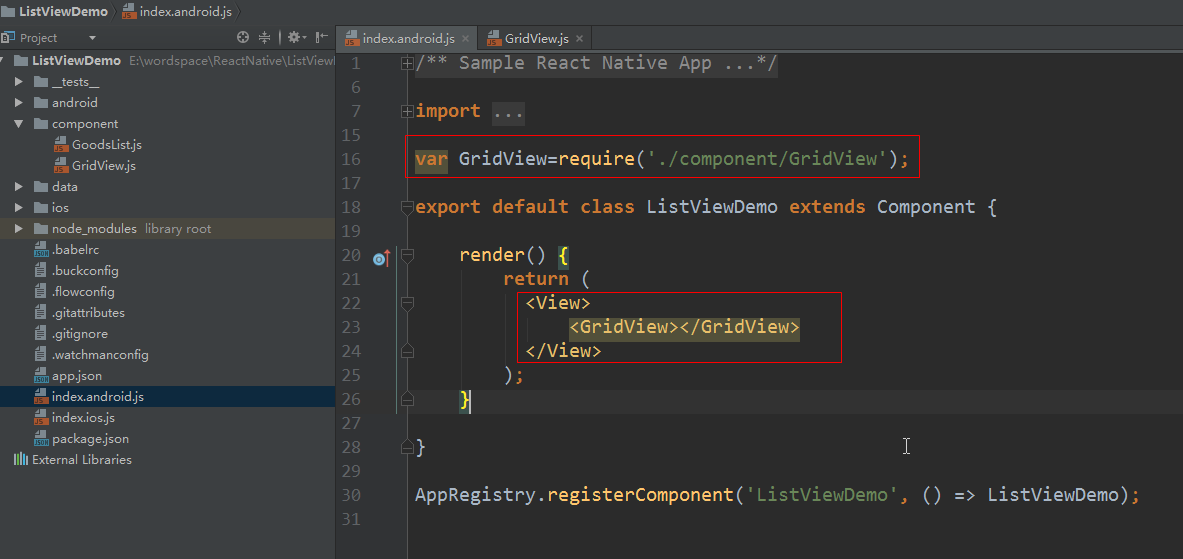 ListViewDemo index.android.js
Project
ListViewDemo E:\wordspace\ReactNative\ListView
__tests__
android
component
GoodsList.js
GridView.js
data
ios
node_modules library root
.babelrc
.buckconfig
.flowconfig
.gitattributes
.gitignore
.watchmanconfig
app.json
index.android.js
index.ios.js
package.json
External Libraries
index.android.js × GridView.js ×
1 /** Sample React Native App ...*/
6
7 import ...
15
16 var GridView=require('./component/GridView');
17
18 export default class ListViewDemo extends Component {
19
20 render() {
21 return (
22 <View>
23 <GridView></GridView>
24 </View>
25 );
26 }
27
28 }
29
30 AppRegistry.registerComponent('ListViewDemo', () => ListViewDemo);
31